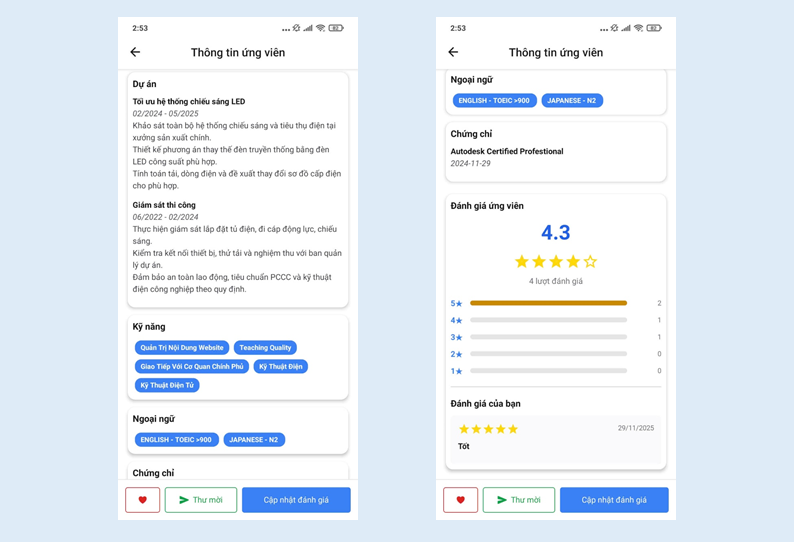 2:53
82
Thông tin ứng viên
Dự án
Tối ưu hệ thống chiếu sáng LED
02/2024 - 05/2025
Khảo sát toàn bộ hệ thống chiếu sáng và tiêu thụ điện tại
xưởng sản xuất chính.
Thiết kế phương án thay thế đèn truyền thống bằng đèn
LED công suất phù hợp.
Tính toán tải, dòng điện và đề xuất thay đổi sơ đồ cấp điện
cho phù hợp.
Giám sát thi công
06/2022 - 02/2024
Thực hiện giám sát lắp đặt tủ điện, đi cáp động lực, chiếu
sáng.
Kiểm tra kết nối thiết bị, thử tải và nghiệm thu với ban quản
lý dự án.
Đảm bảo an toàn lao động, tiêu chuẩn PCCC và kỹ thuật
điện công nghiệp theo quy định.
Kỹ năng
Quản Trị Nội Dung Website
Teaching Quality
Giao Tiếp Với Cơ Quan Chính Phủ
Kỹ Thuật Điện
Kỹ Thuật Điện Tử
Ngoại ngữ
ENGLISH - TOEIC >900
JAPANESE - N2
Chứng chỉ
Thư mời
Cập nhật đánh giá
2:53
82
Thông tin ứng viên
Ngoại ngữ
ENGLISH - TOEIC >900
JAPANESE - N2
Chứng chỉ
Autodesk Certified Profestional
2024-11-29
Đánh giá ứng viên
4.3
4 lượt đánh giá
5★ 2
4★ 1
3★ 1
2★ 0
1★ 0
Đánh giá của bạn
29/11/2025
Tốt
Thư mời
Cập nhật đánh giá